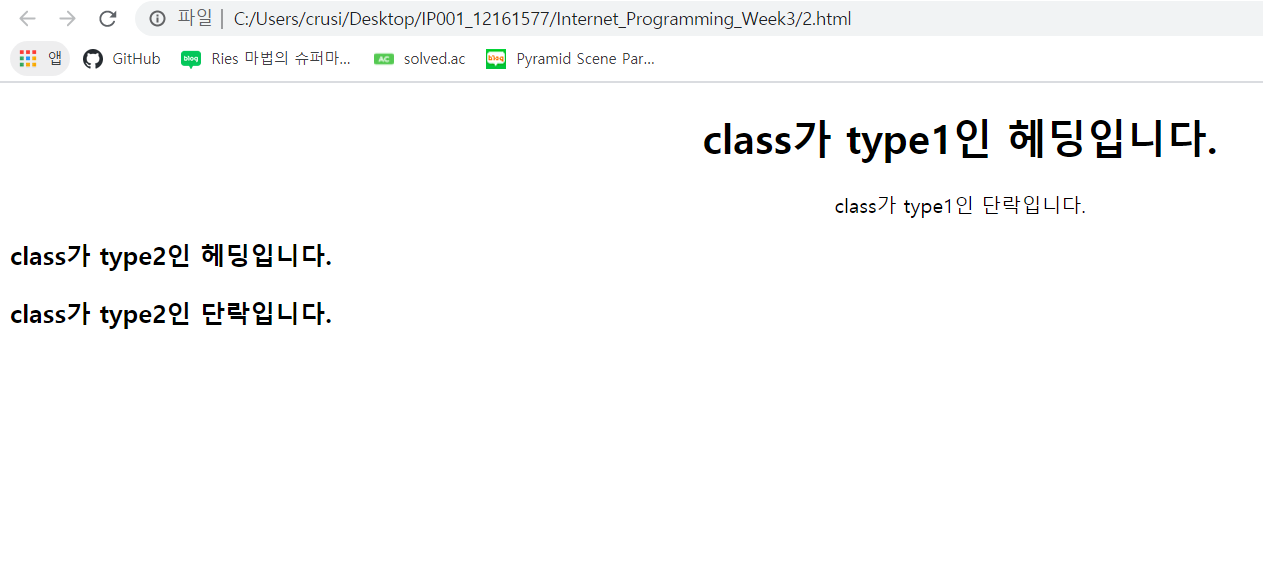 파일 | C:/Users/crusi/Desktop/IP001_12161577/Internet_Programming_Week3/2.html
앱 GitHub blog Ries 마법의 슈퍼마... AC solved.ac blog Pyramid Scene Par...
class가 type1인 헤딩입니다.
class가 type1인 단락입니다.
class가 type2인 헤딩입니다.
class가 type2인 단락입니다.